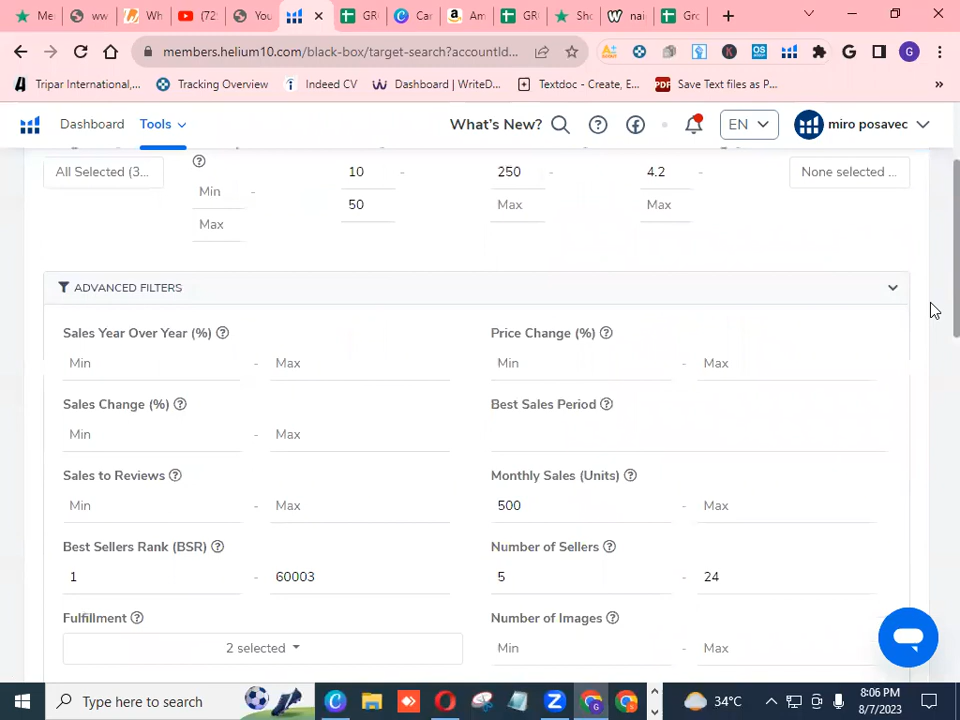 Me
ww
Wh
(72
You
GR
Car
Am
GR
Sho
nai
Gro
members.helium10.com/black-box/target-search?accountId...
Tripar International,...
Tracking Overview
Indeed CV
Dashboard | WriteD...
Textdoc - Create, E...
PDF Save Text files as P...
Dashboard
Tools
What's New?
EN
miro posavec
All Selected (3...
Min
-
Max
10
-
50
250
-
Max
4.2
-
Max
None selected ...
ADVANCED FILTERS
Sales Year Over Year (%)
Price Change (%)
Min - Max
Min - Max
Sales Change (%)
Best Sales Period
Min - Max
Sales to Reviews
Monthly Sales (Units)
Min - Max
500 - Max
Best Sellers Rank (BSR)
Number of Sellers
1 - 60003
5 - 24
Fulfillment
Number of Images
2 selected
Min - Max
Type here to search
34°C
8:06 PM
8/7/2023